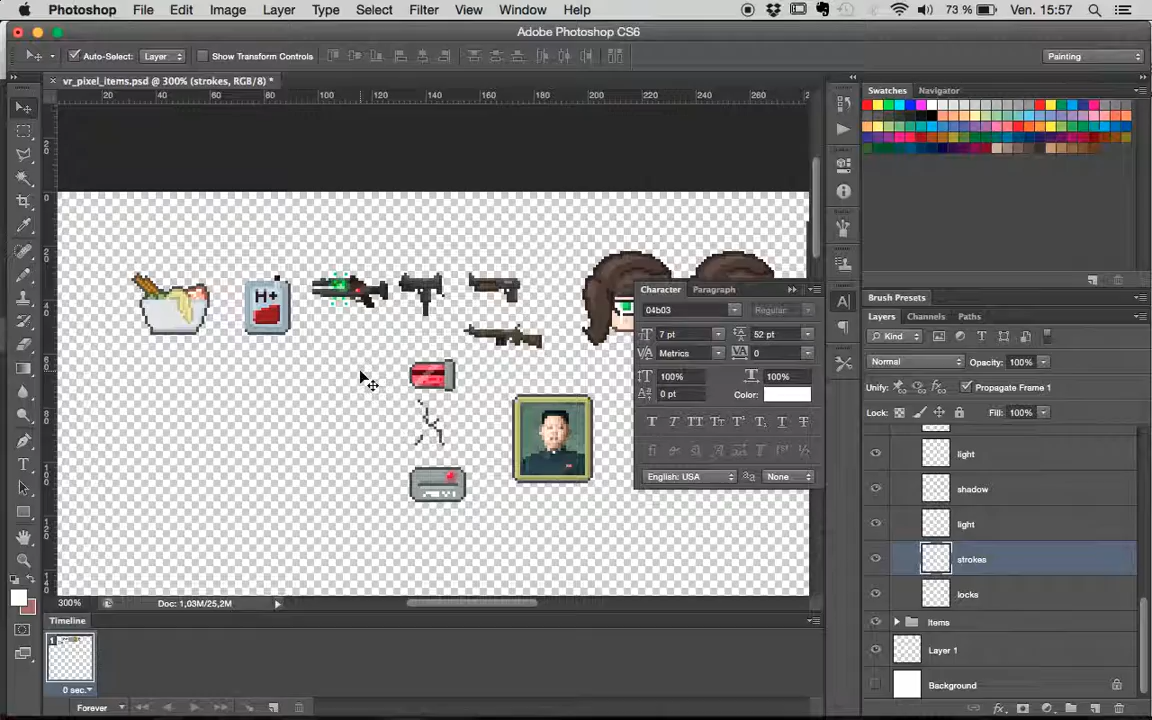 Photoshop File Edit Image Layer Type Select Filter View Window Help 73 % Ven. 15:57
Adobe Photoshop CS6
Auto-Select: Layer Show Transform Controls Painting
vr_pixel_items.psd @ 300% (strokes, RGB/8) *
20 40 60 80 100 120 140 160 180 200 220 240 260 2
Swatches Navigator
H+
Character Paragraph
04b03 Regular
7 pt 52 pt
Metrics 0
100% 100%
0 pt Color:
English: USA None
Brush Presets
Layers Channels Paths
Kind
Normal Opacity: 100%
Unify: Propagate Frame 1
Lock: Fill: 100%
light
shadow
light
strokes
locks
Items
Layer 1
Background
300% Doc: 1,03M/25,2M
Timeline
1
0 sec.
Forever